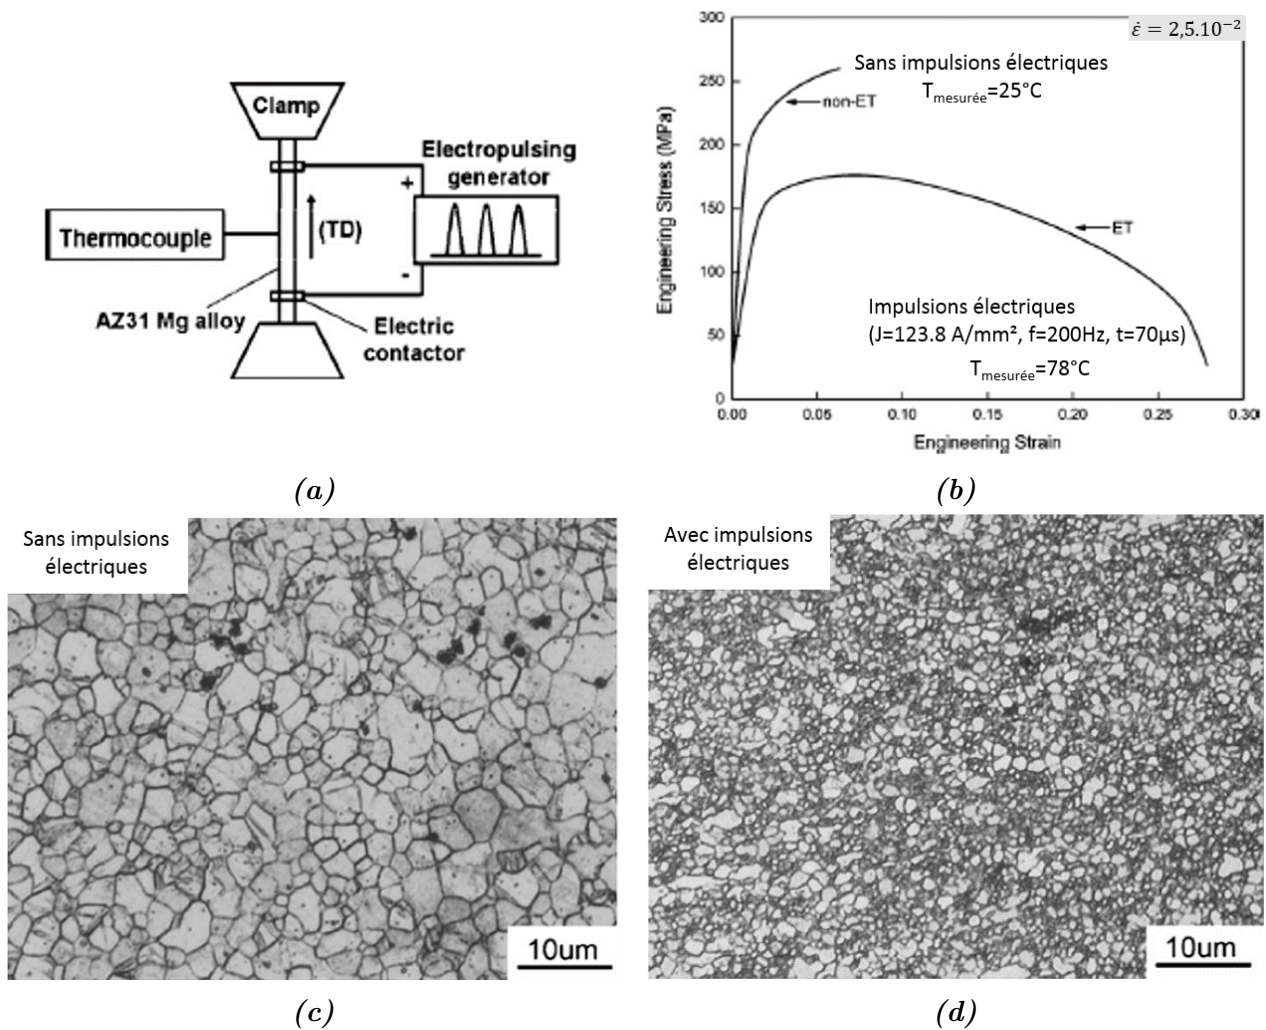 Clamp
Electropulsing
generator
+
Thermocouple
(TD)
-
AZ31 Mg alloy
Electric
contactor
(a)
300
250
200
150
100
50
0
Engineering Stress (MPa)
ε̇ = 2,5.10⁻²
Sans impulsions électriques
Tmesurée=25°C
non-ET
ET
Impulsions électriques
(J=123.8 A/mm², f=200Hz, t=70µs)
Tmesurée=78°C
0.00 0.05 0.10 0.15 0.20 0.25 0.30
Engineering Strain
(b)
Sans impulsions
électriques
10um
(c)
Avec impulsions
électriques
10um
(d)